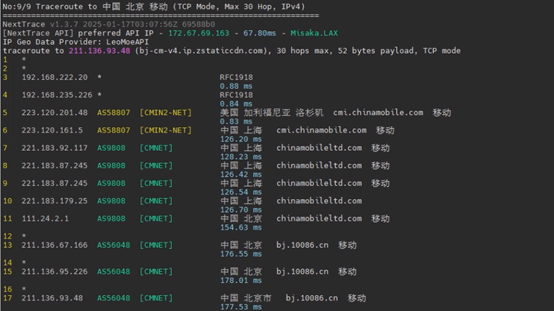 No:9/9 Traceroute to 中国 北京 移动 (TCP Mode, Max 30 Hop, IPv4)
===================================================================
NextTrace v1.3.7 2025-01-17T03:07:56Z 69588b0
[NextTrace API] preferred API IP - 172.67.69.163 - 67.80ms - Misaka.LAX
IP Geo Data Provider: LeoMoeAPI
traceroute to 211.136.93.48 (bj-cm-v4.ip.zstaticcdn.com), 30 hops max, 52 bytes payload, TCP mode
1 *
2 *
3 192.168.222.20 * RFC1918
0.88 ms
4 192.168.235.226 * RFC1918
0.84 ms
5 223.120.201.48 AS58807 [CMIN2-NET] 美国 加利福尼亚 洛杉矶 cmi.chinamobile.com 移动
0.83 ms
6 223.120.161.5 AS58807 [CMIN2-NET] 中国 上海 cmi.chinamobile.com 移动
126.20 ms
7 221.183.92.117 AS9808 [CMNET] 中国 上海 chinamobileltd.com 移动
128.23 ms
8 221.183.87.245 AS9808 [CMNET] 中国 上海 chinamobileltd.com 移动
126.42 ms
9 221.183.87.245 AS9808 [CMNET] 中国 上海 chinamobileltd.com 移动
126.54 ms
10 221.183.179.25 AS9808 [CMNET] 中国 上海 chinamobileltd.com
126.70 ms
11 111.24.2.1 AS9808 [CMNET] 中国 北京 chinamobileltd.com 移动
154.63 ms
12 *
13 211.136.67.166 AS56048 [CMNET] 中国 北京 bj.10086.cn 移动
176.55 ms
14 *
15 211.136.95.226 AS56048 [CMNET] 中国 北京 bj.10086.cn 移动
178.01 ms
16 *
17 211.136.93.48 AS56048 [CMNET] 中国 北京市 bj.10086.cn 移动
177.53 ms